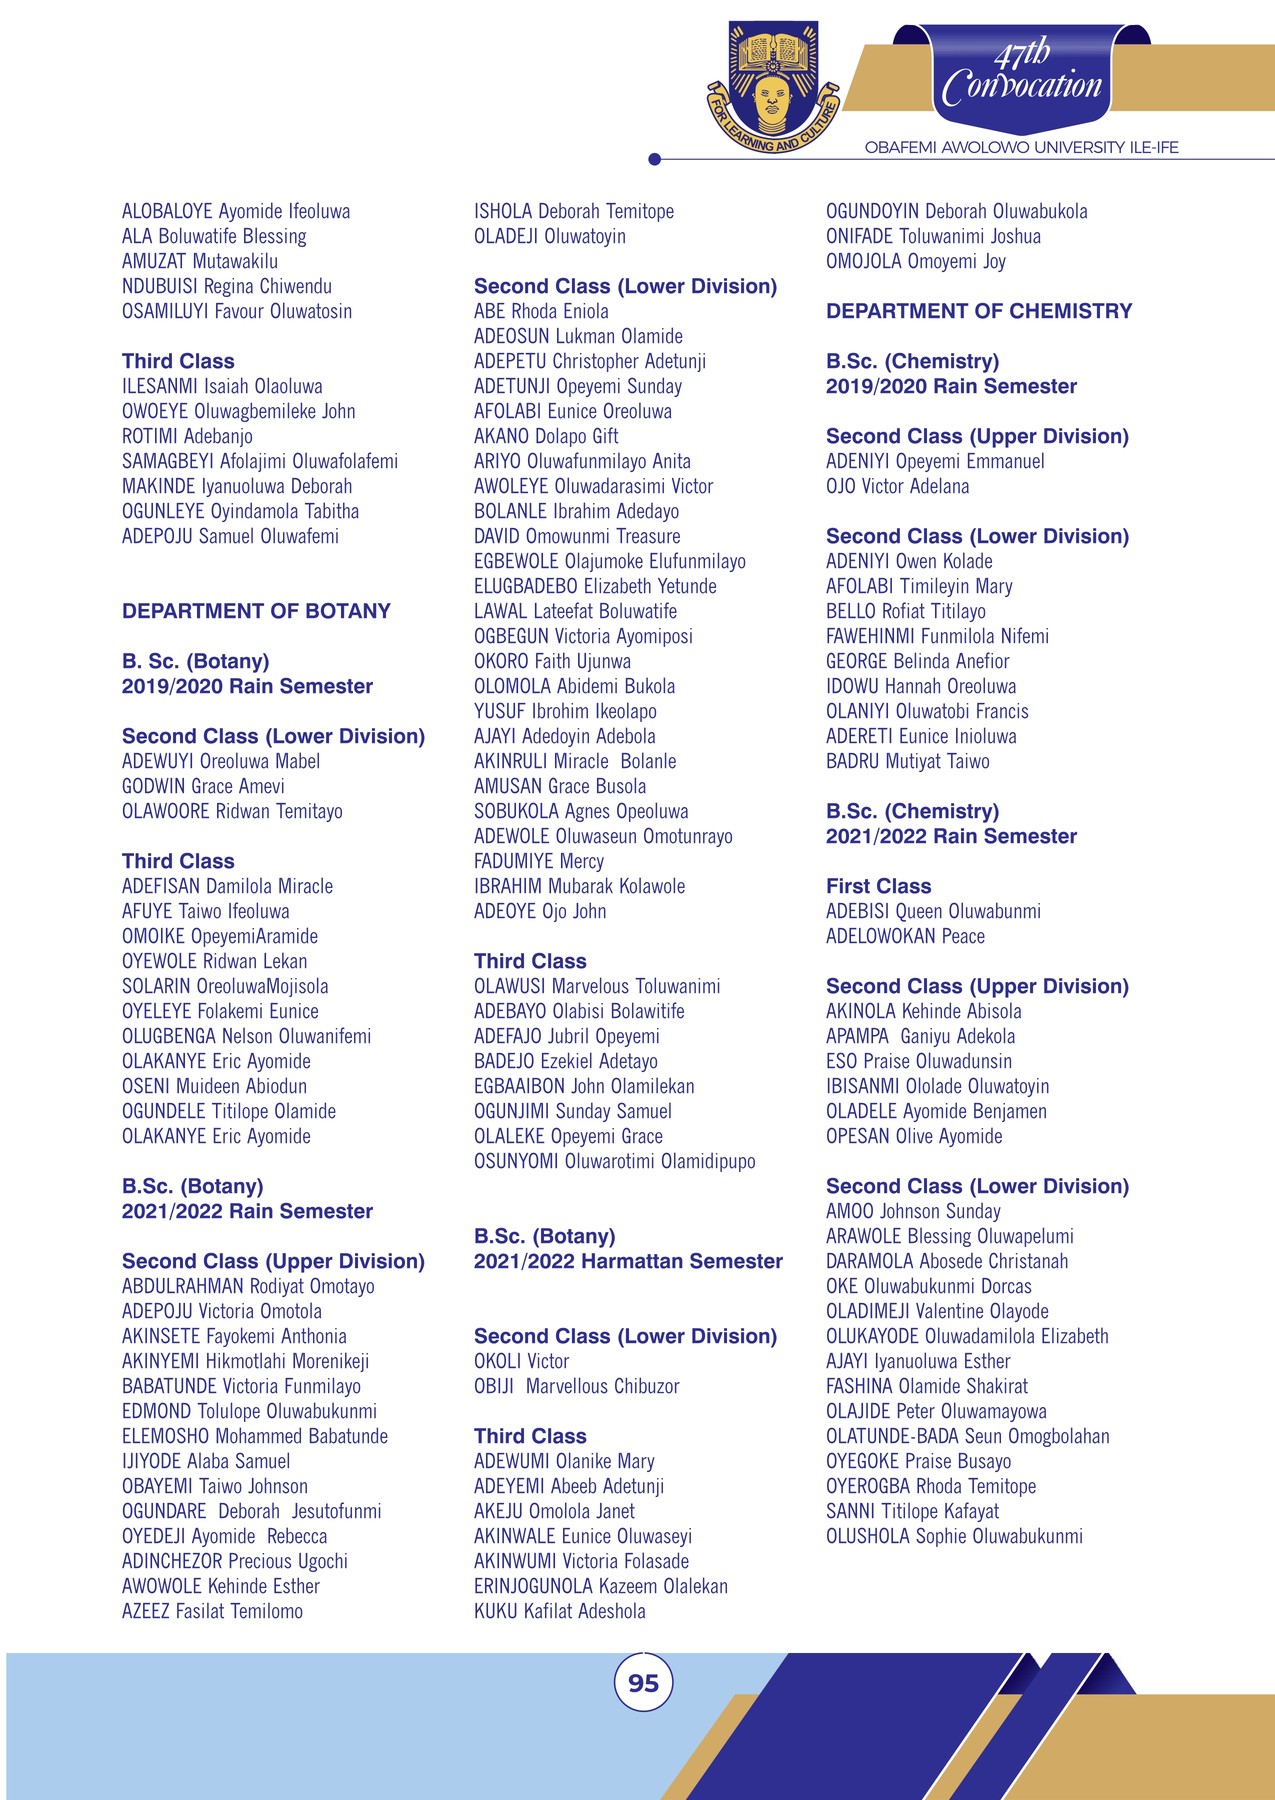 47th
Convocation
FOR LEARNING AND CULTURE
OBAFEMI AWOLOWO UNIVERSITY ILE-IFE
ALOBALOYE Ayomide Ifeoluwa
ALA Boluwatife Blessing
AMUZAT Mutawakilu
NDUBUISI Regina Chiwendu
OSAMILUYI Favour Oluwatosin
Third Class
ILESANMI Isaiah Olaoluwa
OWOEYE Oluwagbemileke John
ROTIMI Adebanjo
SAMAGBEYI Afolajimi Oluwafolafemi
MAKINDE Iyanuoluwa Deborah
OGUNLEYE Oyindamola Tabitha
ADEPOJU Samuel Oluwafemi
DEPARTMENT OF BOTANY
B. Sc. (Botany)
2019/2020 Rain Semester
Second Class (Lower Division)
ADEWUYI Oreoluwa Mabel
GODWIN Grace Amevi
OLAWOORE Ridwan Temitayo
Third Class
ADEFISAN Damilola Miracle
AFUYE Taiwo Ifeoluwa
OMOIKE OpeyemiAramide
OYEWOLE Ridwan Lekan
SOLARIN OreoluwaMojisola
OYELEYE Folakemi Eunice
OLUGBENGA Nelson Oluwanifemi
OLAKANYE Eric Ayomide
OSENI Muideen Abiodun
OGUNDELE Titilope Olamide
OLAKANYE Eric Ayomide
B.Sc. (Botany)
2021/2022 Rain Semester
Second Class (Upper Division)
ABDULRAHMAN Rodiyat Omotayo
ADEPOJU Victoria Omotola
AKINSETE Fayokemi Anthonia
AKINYEMI Hikmotlahi Morenikeji
BABATUNDE Victoria Funmilayo
EDMOND Tolulope Oluwabukunmi
ELEMOSHO Mohammed Babatunde
IJIYODE Alaba Samuel
OBAYEMI Taiwo Johnson
OGUNDARE Deborah Jesutofunmi
OYEDEJI Ayomide Rebecca
ADINCHEZOR Precious Ugochi
AWOWOLE Kehinde Esther
AZEEZ Fasilat Temilomo
ISHOLA Deborah Temitope
OLADEJI Oluwatoyin
Second Class (Lower Division)
ABE Rhoda Eniola
ADEOSUN Lukman Olamide
ADEPETU Christopher Adetunji
ADETUNJI Opeyemi Sunday
AFOLABI Eunice Oreoluwa
AKANO Dolapo Gift
ARIYO Oluwafunmilayo Anita
AWOLEYE Oluwadarasimi Victor
BOLANLE Ibrahim Adedayo
DAVID Omowunmi Treasure
EGBEWOLE Olajumoke Elufunmilayo
ELUGBADEBO Elizabeth Yetunde
LAWAL Lateefat Boluwatife
OGBEGUN Victoria Ayomiposi
OKORO Faith Ujunwa
OLOMOLA Abidemi Bukola
YUSUF Ibrohim Ikeolapo
AJAYI Adedoyin Adebola
AKINRULI Miracle Bolanle
AMUSAN Grace Busola
SOBUKOLA Agnes Opeoluwa
ADEWOLE Oluwaseun Omotunrayo
FADUMIYE Mercy
IBRAHIM Mubarak Kolawole
ADEOYE Ojo John
Third Class
OLAWUSI Marvelous Toluwanimi
ADEBAYO Olabisi Bolawitife
ADEFAJO Jubril Opeyemi
BADEJO Ezekiel Adetayo
EGBAAIBON John Olamilekan
OGUNJIMI Sunday Samuel
OLALEKE Opeyemi Grace
OSUNYOMI Oluwarotimi Olamidipupo
B.Sc. (Botany)
2021/2022 Harmattan Semester
Second Class (Lower Division)
OKOLI Victor
OBIJI Marvellous Chibuzor
Third Class
ADEWUMI Olanike Mary
ADEYEMI Abeeb Adetunji
AKEJU Omolola Janet
AKINWALE Eunice Oluwaseyi
AKINWUMI Victoria Folasade
ERINJOGUNOLA Kazeem Olalekan
KUKU Kafilat Adeshola
OGUNDOYIN Deborah Oluwabukola
ONIFADE Toluwanimi Joshua
OMOJOLA Omoyemi Joy
DEPARTMENT OF CHEMISTRY
B.Sc. (Chemistry)
2019/2020 Rain Semester
Second Class (Upper Division)
ADENIYI Opeyemi Emmanuel
OJO Victor Adelana
Second Class (Lower Division)
ADENIYI Owen Kolade
AFOLABI Timileyin Mary
BELLO Rofiat Titilayo
FAWEHINMI Funmilola Nifemi
GEORGE Belinda Anefior
IDOWU Hannah Oreoluwa
OLANIYI Oluwatobi Francis
ADERETI Eunice Inioluwa
BADRU Mutiyat Taiwo
B.Sc. (Chemistry)
2021/2022 Rain Semester
First Class
ADEBISI Queen Oluwabunmi
ADELOWOKAN Peace
Second Class (Upper Division)
AKINOLA Kehinde Abisola
APAMPA Ganiyu Adekola
ESO Praise Oluwadunsin
IBISANMI Ololade Oluwatoyin
OLADELE Ayomide Benjamen
OPESAN Olive Ayomide
Second Class (Lower Division)
AMOO Johnson Sunday
ARAWOLE Blessing Oluwapelumi
DARAMOLA Abosede Christanah
OKE Oluwabukunmi Dorcas
OLADIMEJI Valentine Olayode
OLUKAYODE Oluwadamilola Elizabeth
AJAYI Iyanuoluwa Esther
FASHINA Olamide Shakirat
OLAJIDE Peter Oluwamayowa
OLATUNDE-BADA Seun Omogbolahan
OYEGOKE Praise Busayo
OYEROGBA Rhoda Temitope
SANNI Titilope Kafayat
OLUSHOLA Sophie Oluwabukunmi
95